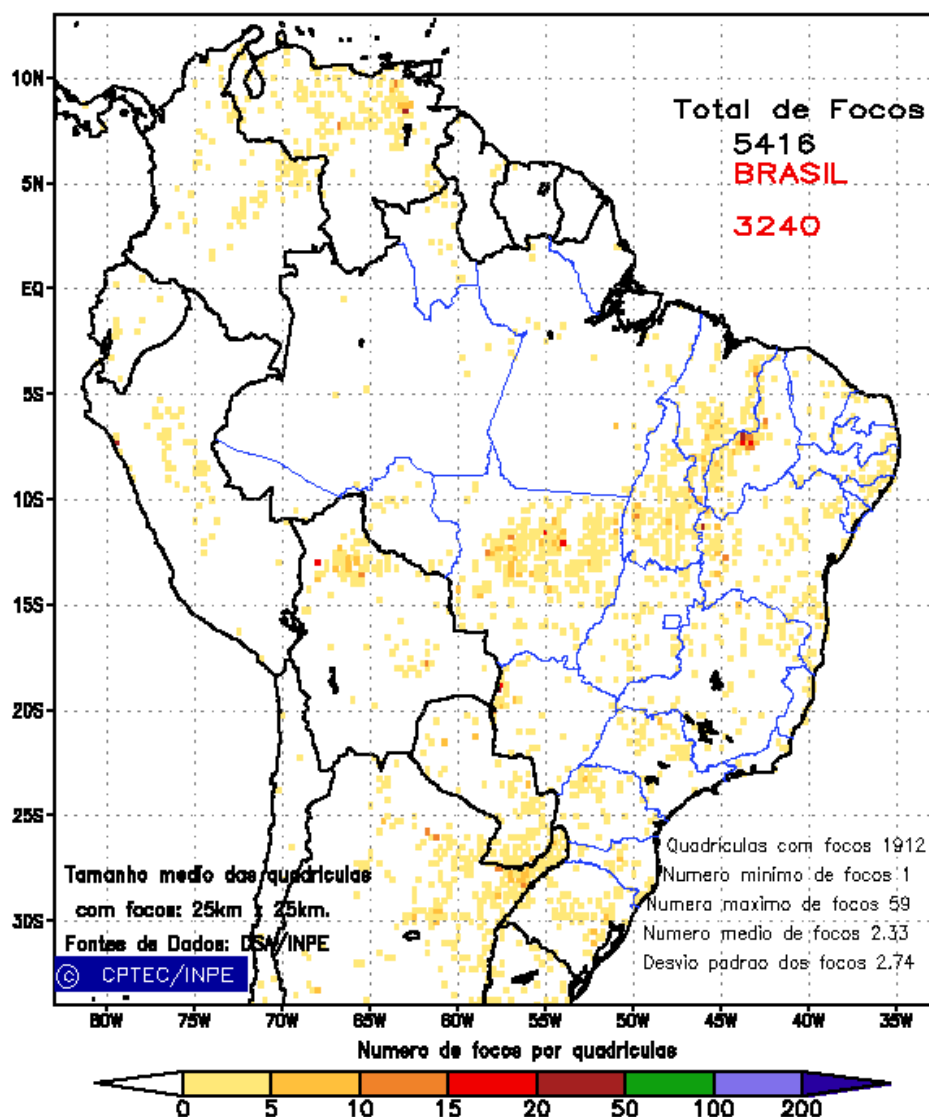 Total de Focos
5416
BRASIL
3240
10N
5N
EQ
5S
10S
15S
20S
25S
30S
Quadriculas com focos 1912
Numero minimo de focos 1
Numero maximo de focos 59
Numero medio de focos 2.33
Desvio padrao dos focos 2.74
Tamanho medio das quadriculas
com focos: 25km x 25km.
Fontes de Dados: DSA/INPE
© CPTEC/INPE
80W 75W 70W 65W 60W 55W 50W 45W 40W 35W
Numero de focos por quadriculas
0 5 10 15 20 50 100 200